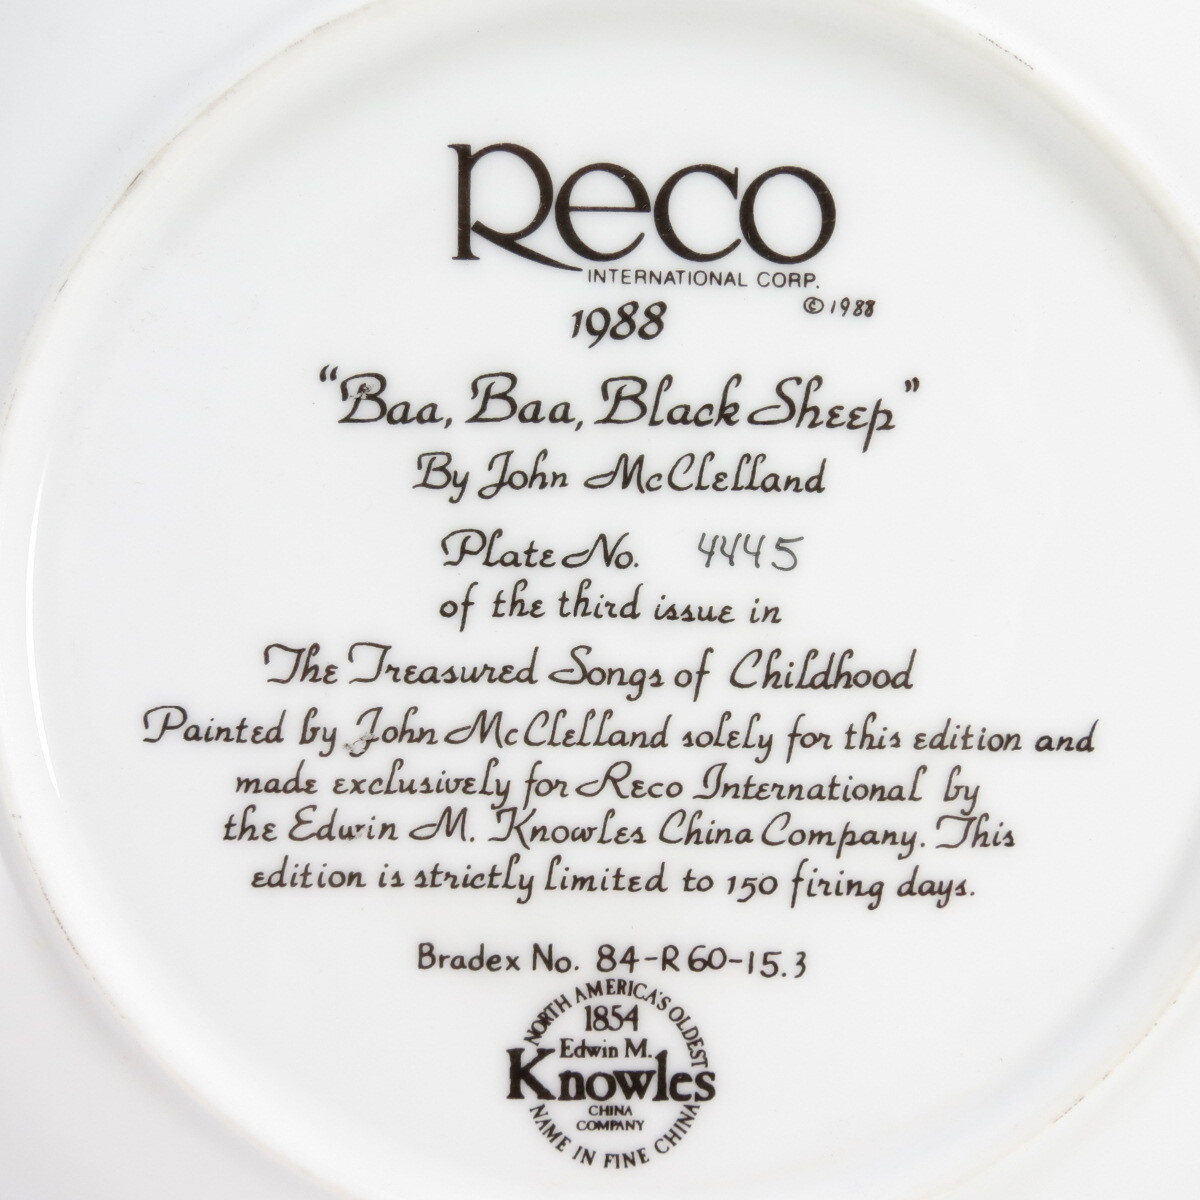 Reco
INTERNATIONAL CORP.
© 1988
1988
"Baa, Baa, Black Sheep"
By John McClelland
Plate No. 4445
of the third issue in
The Treasured Songs of Childhood
Painted by John McClelland solely for this edition and
made exclusively for Reco International by
the Edwin M. Knowles China Company. This
edition is strictly limited to 150 firing days.
Bradex No. 84-R60-15.3
NORTH AMERICA'S OLDEST
1854
Edwin M.
Knowles
CHINA
COMPANY
NAME IN FINE CHINA